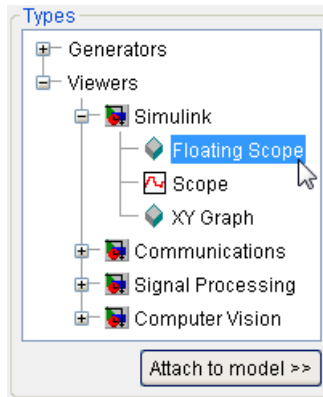 Types
Generators
Viewers
Simulink
Floating Scope
Scope
XY Graph
Communications
Signal Processing
Computer Vision
Attach to model >>